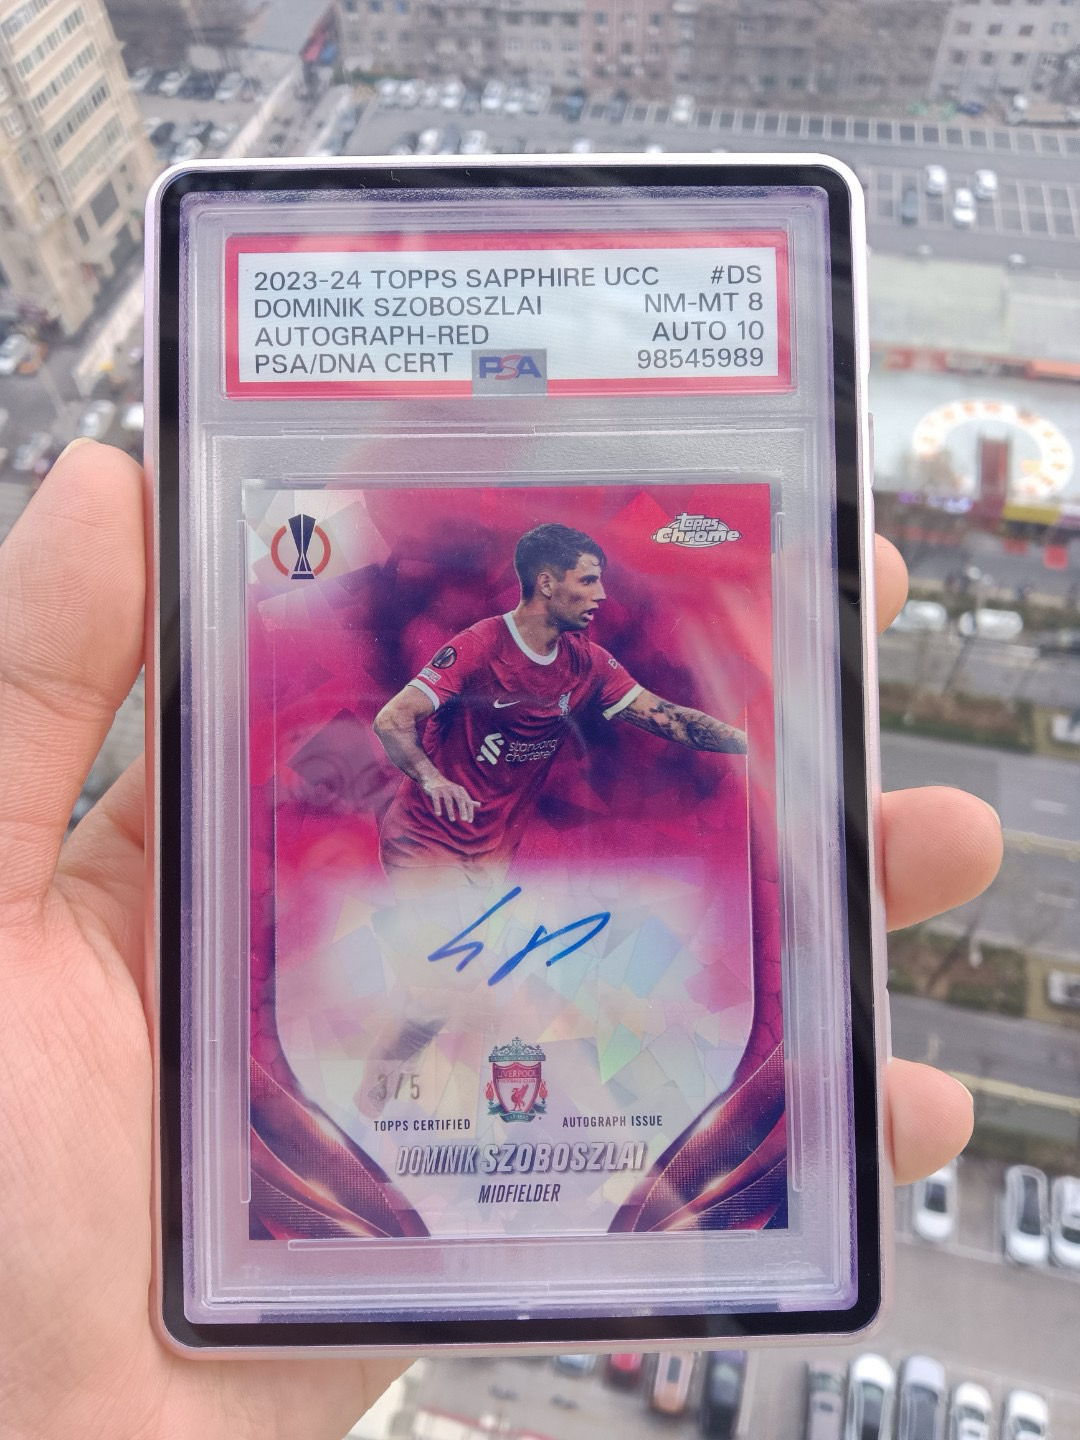 2023-24 TOPPS SAPPHIRE UCC #DS
DOMINIK SZOBOSZLAI NM-MT 8
AUTOGRAPH-RED AUTO 10
PSA/DNA CERT PSA 98545989
Topps
Chrome
standard
chartered
3/5
LIVERPOOL
TOPPS CERTIFIED AUTOGRAPH ISSUE
DOMINIK SZOBOSZLAI
MIDFIELDER